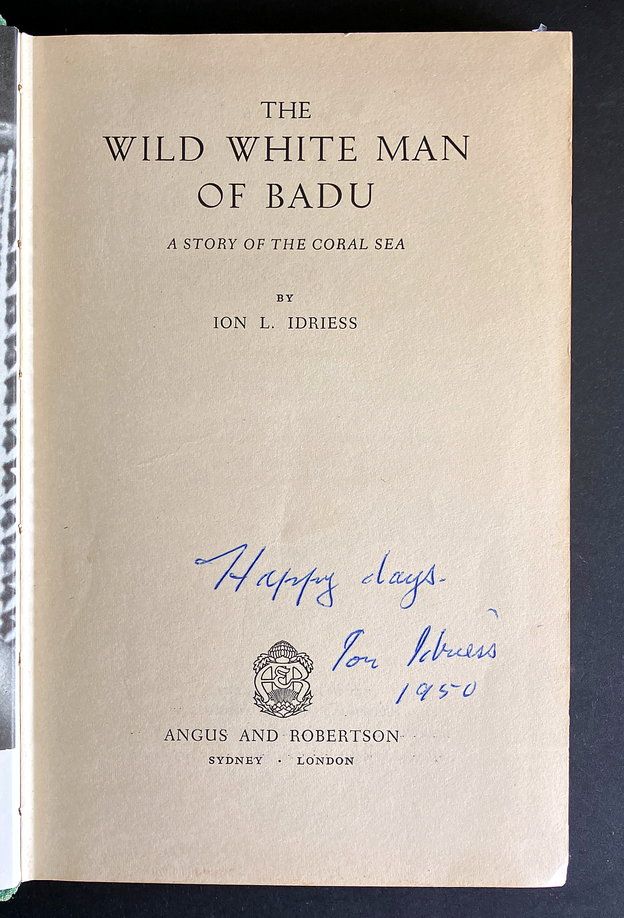 THE
WILD WHITE MAN
OF BADU
A STORY OF THE CORAL SEA
BY
ION L. IDRIESS
Happy days.
Ion Idriess
1950
A&R
ANGUS AND ROBERTSON
SYDNEY · LONDON